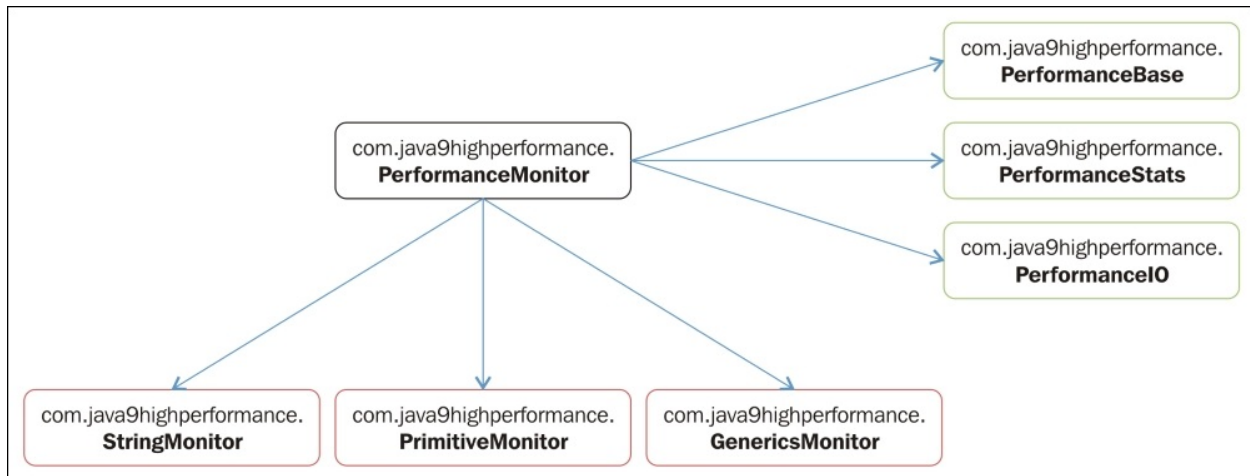 com.java9highperformance.
PerformanceBase
com.java9highperformance.
PerformanceMonitor
com.java9highperformance.
PerformanceStats
com.java9highperformance.
PerformanceIO
com.java9highperformance.
StringMonitor
com.java9highperformance.
PrimitiveMonitor
com.java9highperformance.
GenericsMonitor